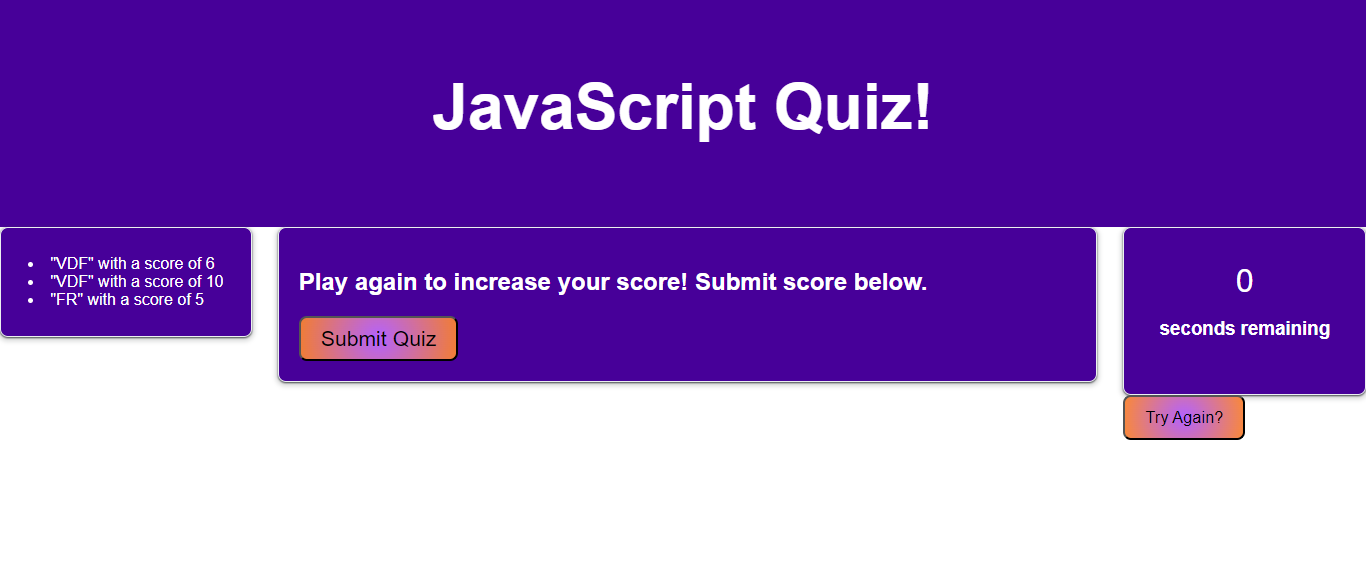 JavaScript Quiz!
"VDF" with a score of 6
"VDF" with a score of 10
"FR" with a score of 5
Play again to increase your score! Submit score below.
Submit Quiz
0
seconds remaining
Try Again?